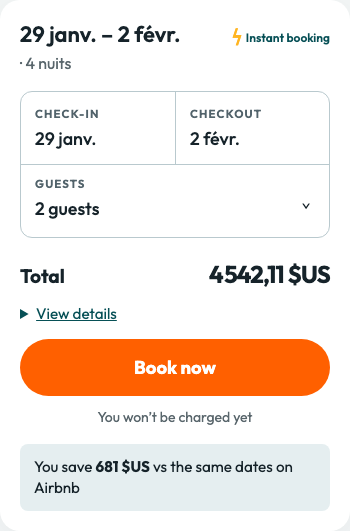 29 janv. – 2 févr.
Instant booking
· 4 nuits
CHECK-IN
CHECKOUT
29 janv.
2 févr.
GUESTS
2 guests
Total
4542,11 $US
View details
Book now
You won't be charged yet
You save 681 $US vs the same dates on
Airbnb